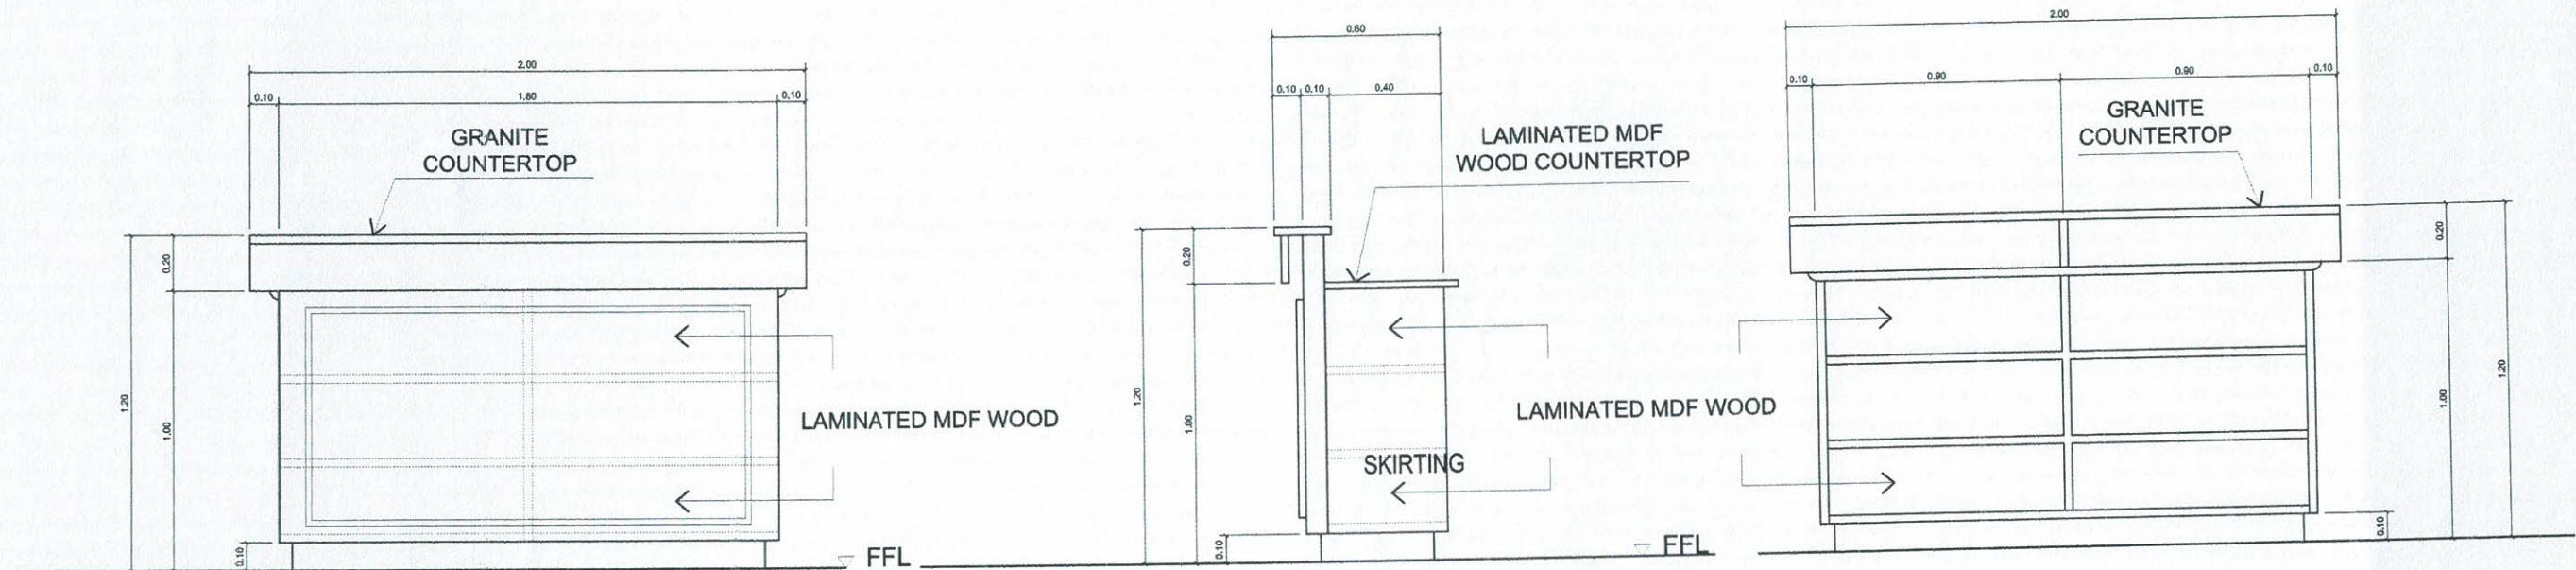 2.00
0.10 1.80 0.10
GRANITE
COUNTERTOP
0.20
1.20
1.00
0.10
LAMINATED MDF WOOD
FFL
0.60
0.10 0.10 0.40
LAMINATED MDF
WOOD COUNTERTOP
0.20
1.20
1.00
0.10
SKIRTING
LAMINATED MDF WOOD
FFL
2.00
0.10 0.90 0.90 0.10
GRANITE
COUNTERTOP
0.20
1.00
1.20
0.10